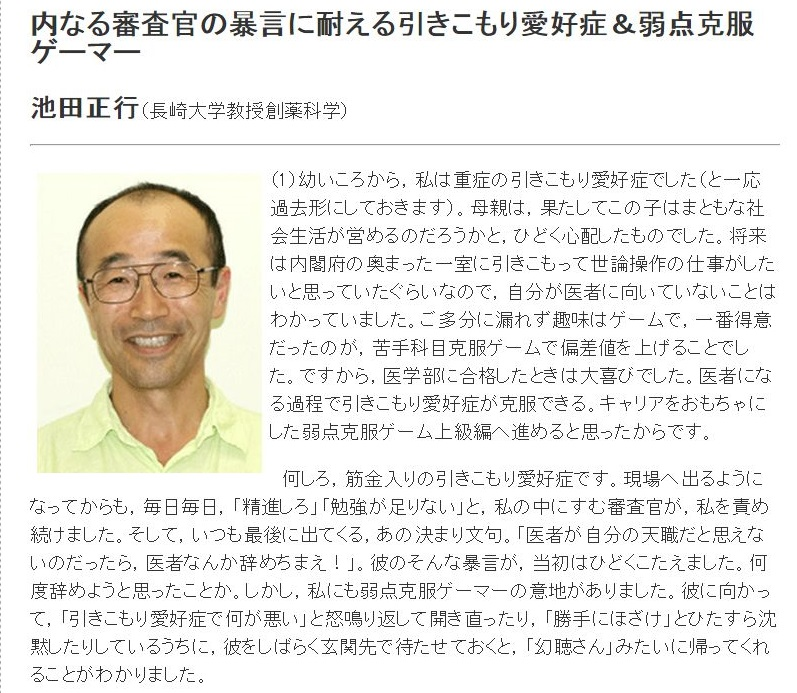 内なる審査官の暴言に耐える引きこもり愛好症＆弱点克服
ゲーマー
池田正行（長崎大学教授創薬科学）
（1）幼いころから，私は重症の引きこもり愛好症でした（と一応
過去形にしておきます）。母親は，果たしてこの子はまともな社
会生活が営めるのだろうかと，ひどく心配したものでした。将来
は内閣府の奥まった一室に引きこもって世論操作の仕事がした
いと思っていたぐらいなので，自分が医者に向いていないことは
わかっていました。ご多分に漏れず趣味はゲームで，一番得意
だったのが，苦手科目克服ゲームで偏差値を上げることでし
た。ですから，医学部に合格したときは大喜びでした。医者にな
る過程で引きこもり愛好症が克服できる。キャリアをおもちゃに
した弱点克服ゲーム上級編へ進めると思ったからです。
何しろ，筋金入りの引きこもり愛好症です。現場へ出るように
なってからも，毎日毎日，「精進しろ」「勉強が足りない」と，私の中にすむ審査官が，私を責め
続けました。そして，いつも最後に出てくる，あの決まり文句。「医者が自分の天職だと思えな
いのだったら，医者なんか辞めちまえ！」。彼のそんな暴言が，当初はひどくこたえました。何
度辞めようと思ったことか。しかし，私にも弱点克服ゲーマーの意地がありました。彼に向かっ
て，「引きこもり愛好症で何が悪い」と怒鳴り返して開き直ったり，「勝手にほざけ」とひたすら沈
黙したりしているうちに，彼をしばらく玄関先で待たせておくと，「幻聴さん」みたいに帰ってくれ
ることがわかりました。